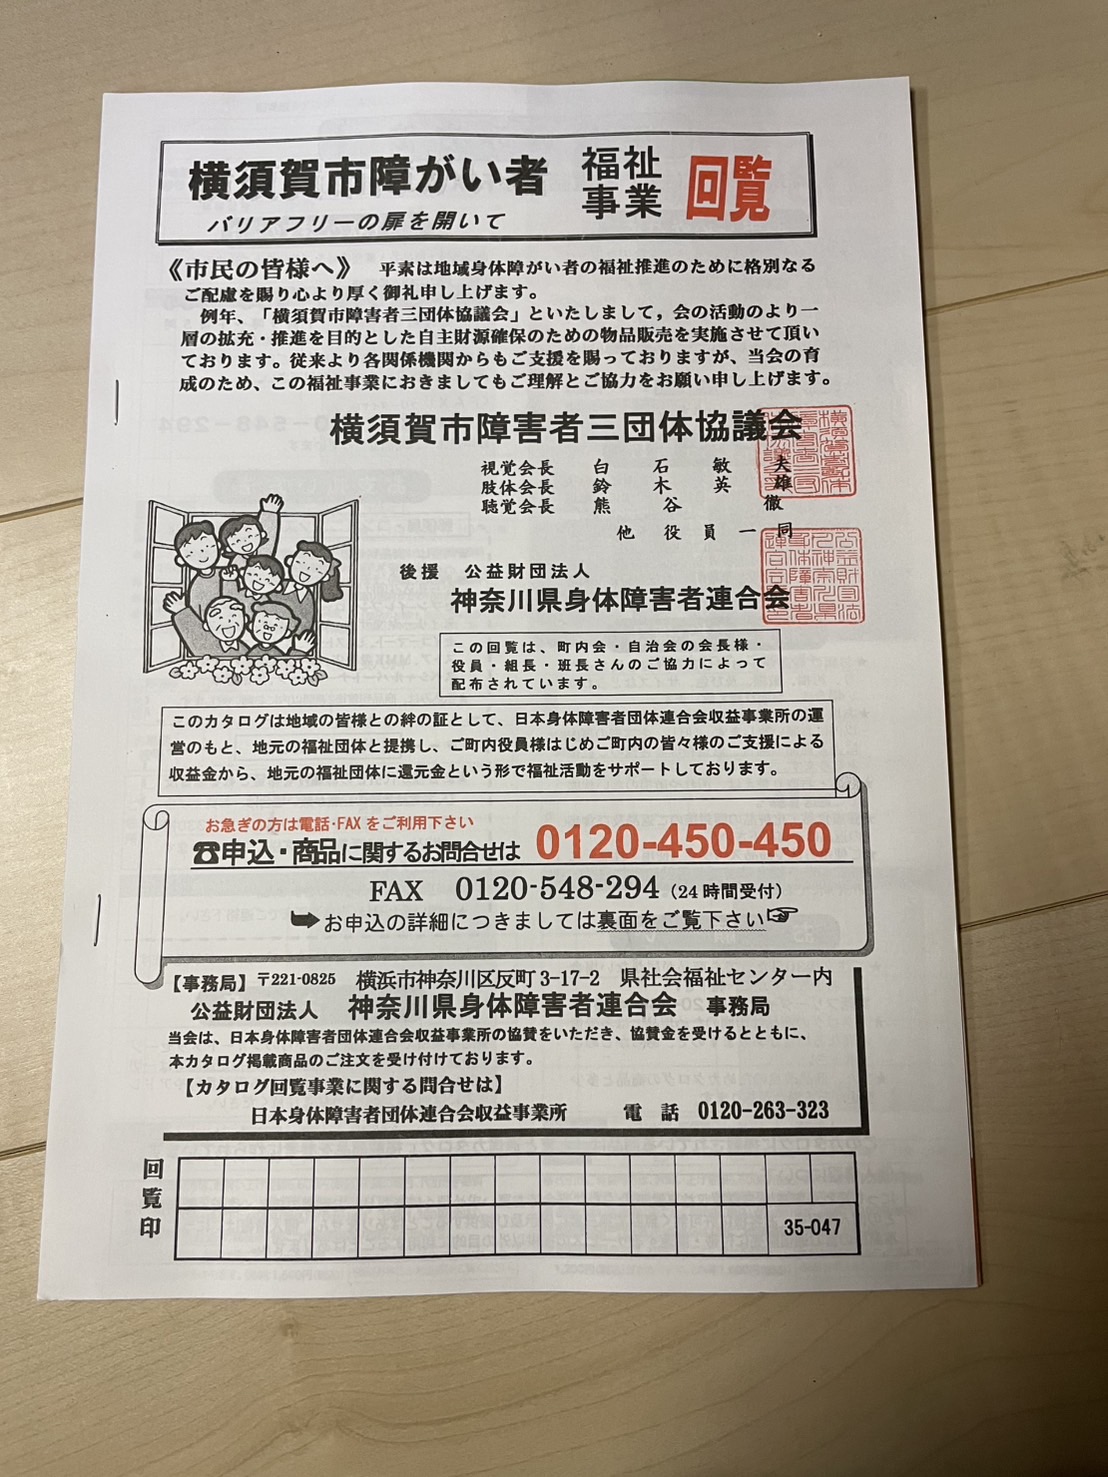 横須賀市障がい者 福祉事業 回覧
バリアフリーの扉を開いて
《市民の皆様へ》 平素は地域身体障がい者の福祉推進のために格別なる
ご配慮を賜り心より厚く御礼申し上げます。
例年、「横須賀市障害者三団体協議会」といたしまして，会の活動のより一
層の拡充・推進を目的とした自主財源確保のための物品販売を実施させて頂い
ております。従来より各関係機関からもご支援を賜っておりますが、当会の育
成のため、この福祉事業におきましてもご理解とご協力をお願い申し上げます。
横須賀市障害者三団体協議会
視覚会長 白石敏夫
肢体会長 鈴木英雄
聴覚会長 熊谷徹
他役員一同
後援 公益財団法人
神奈川県身体障害者連合会
この回覧は、町内会・自治会の会長様・
役員・組長・班長さんのご協力によって
配布されています。
このカタログは地域の皆様との絆の証として、日本身体障害者団体連合会収益事業所の運
営のもと、地元の福祉団体と提携し、ご町内役員様はじめご町内の皆々様のご支援による
収益金から、地元の福祉団体に還元金という形で福祉活動をサポートしております。
お急ぎの方は電話・FAXをご利用下さい
☎申込・商品に関するお問合せは 0120-450-450
FAX 0120-548-294（24時間受付）
お申込の詳細につきましては裏面をご覧下さい
【事務局】〒221-0825 横浜市神奈川区反町3-17-2 県社会福祉センター内
公益財団法人 神奈川県身体障害者連合会 事務局
当会は、日本身体障害者団体連合会収益事業所の協賛をいただき、協賛金を受けるとともに、
本カタログ掲載商品のご注文を受け付けております。
【カタログ回覧事業に関する問合せは】
日本身体障害者団体連合会収益事業所 電話 0120-263-323
回覧印
35-047